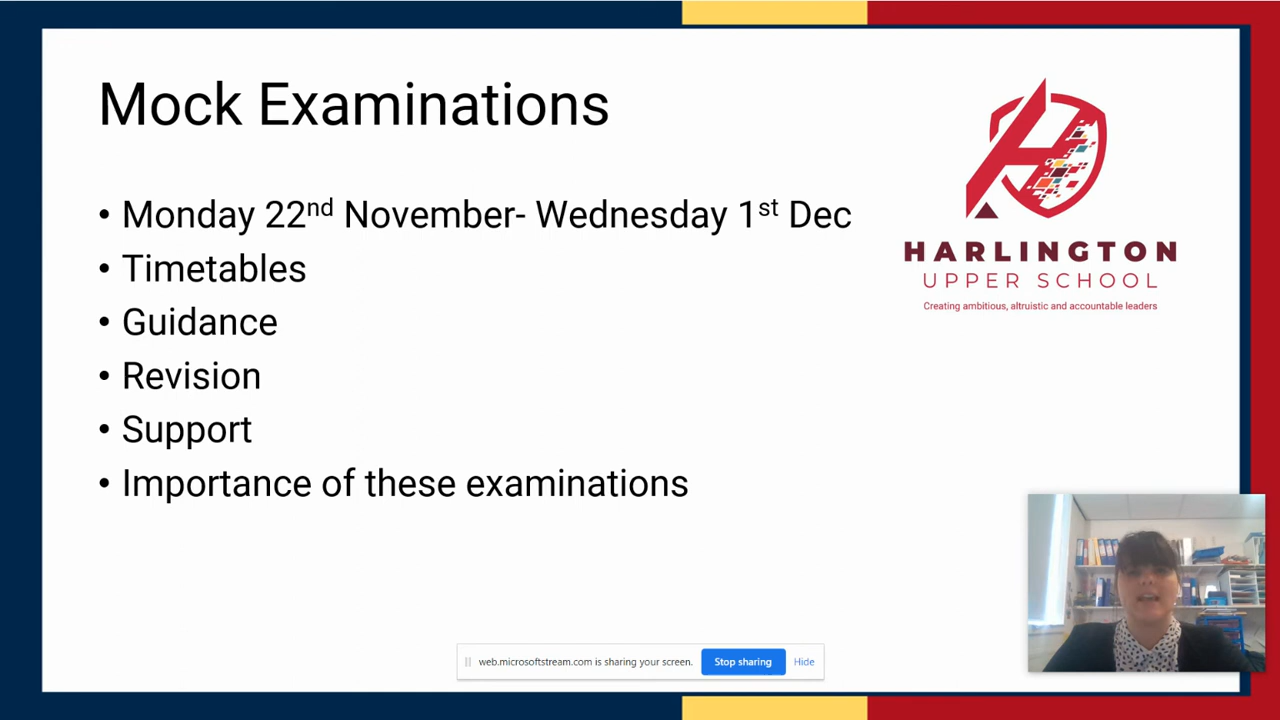 Mock Examinations
• Monday 22nd November- Wednesday 1st Dec
• Timetables
• Guidance
• Revision
• Support
• Importance of these examinations
HARLINGTON
UPPER SCHOOL
Creating ambitious, altruistic and accountable leaders
web.microsoftstream.com is sharing your screen. Stop sharing Hide